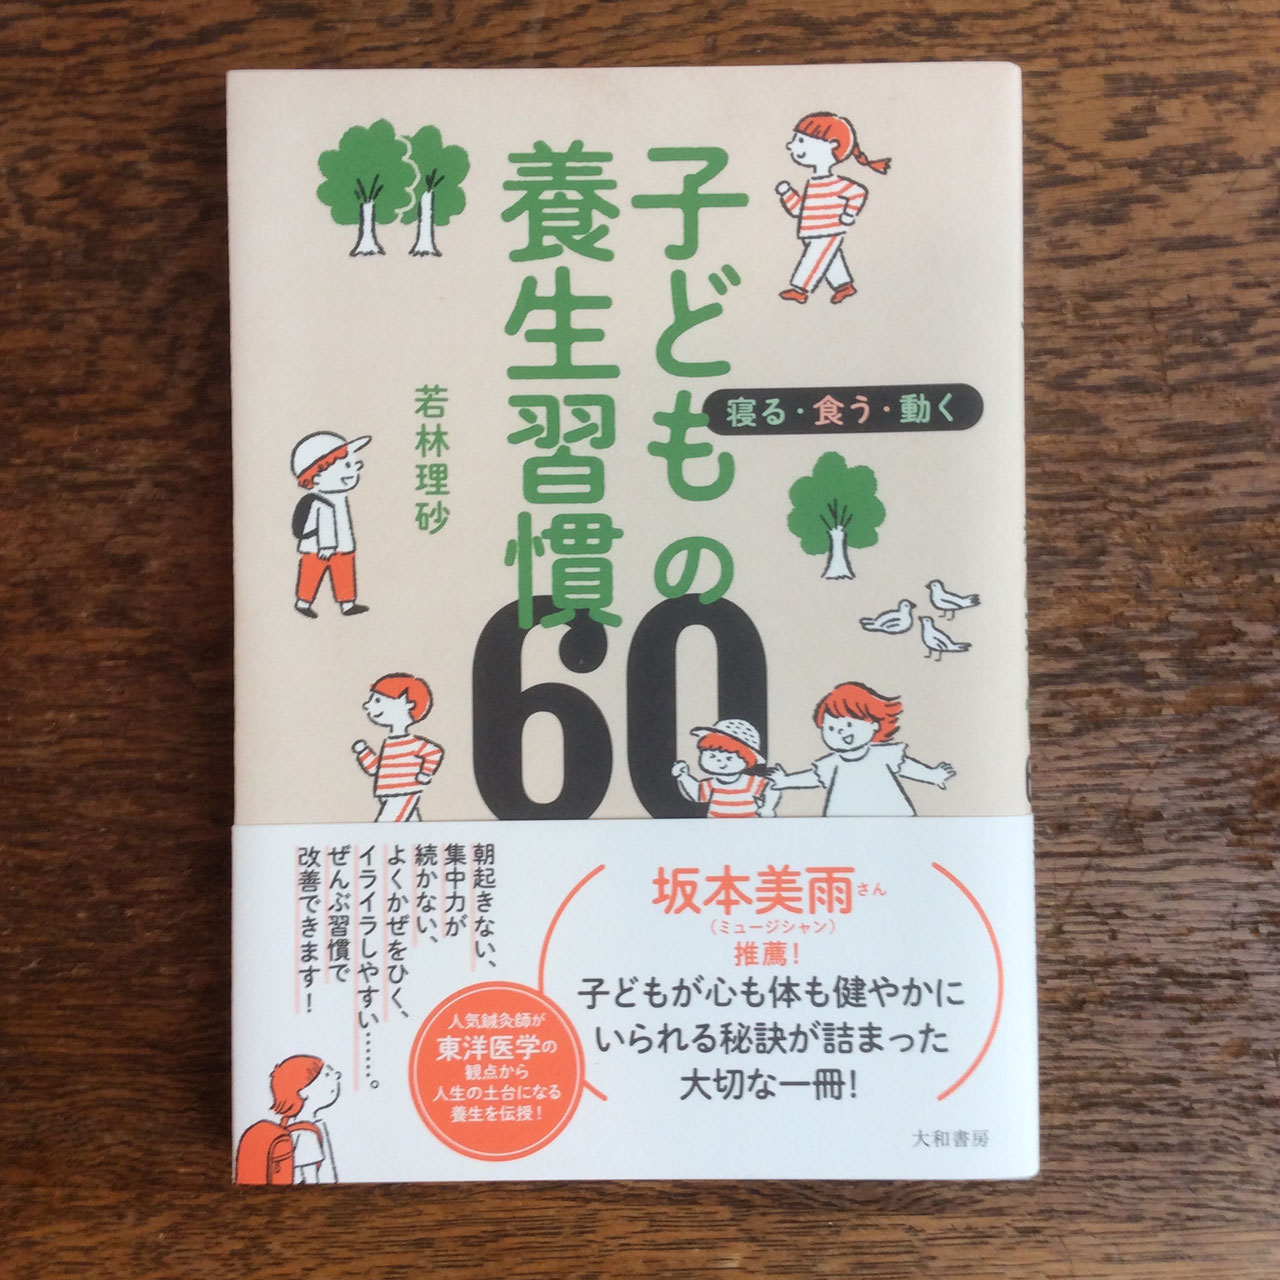 寝る・食う・動く
子どもの
養生習慣
60
若林理砂
坂本美雨さん
（ミュージシャン）
推薦！
子どもが心も体も健やかに
いられる秘訣が詰まった
大切な一冊！
朝起きない、
集中力が
続かない、
よくかぜをひく、
イライラしやすい……。
ぜんぶ習慣で
改善できます！
人気鍼灸師が
東洋医学の
観点から
人生の土台になる
養生を伝授！
大和書房